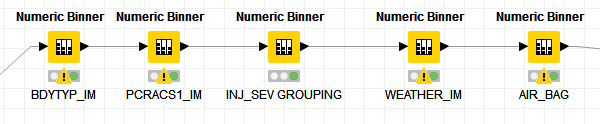 Numeric Binner Numeric Binner Numeric Binner Numeric Binner Numeric Binner
BDYTYP_IM PCRACS1_IM INJ_SEV GROUPING WEATHER_IM AIR_BAG